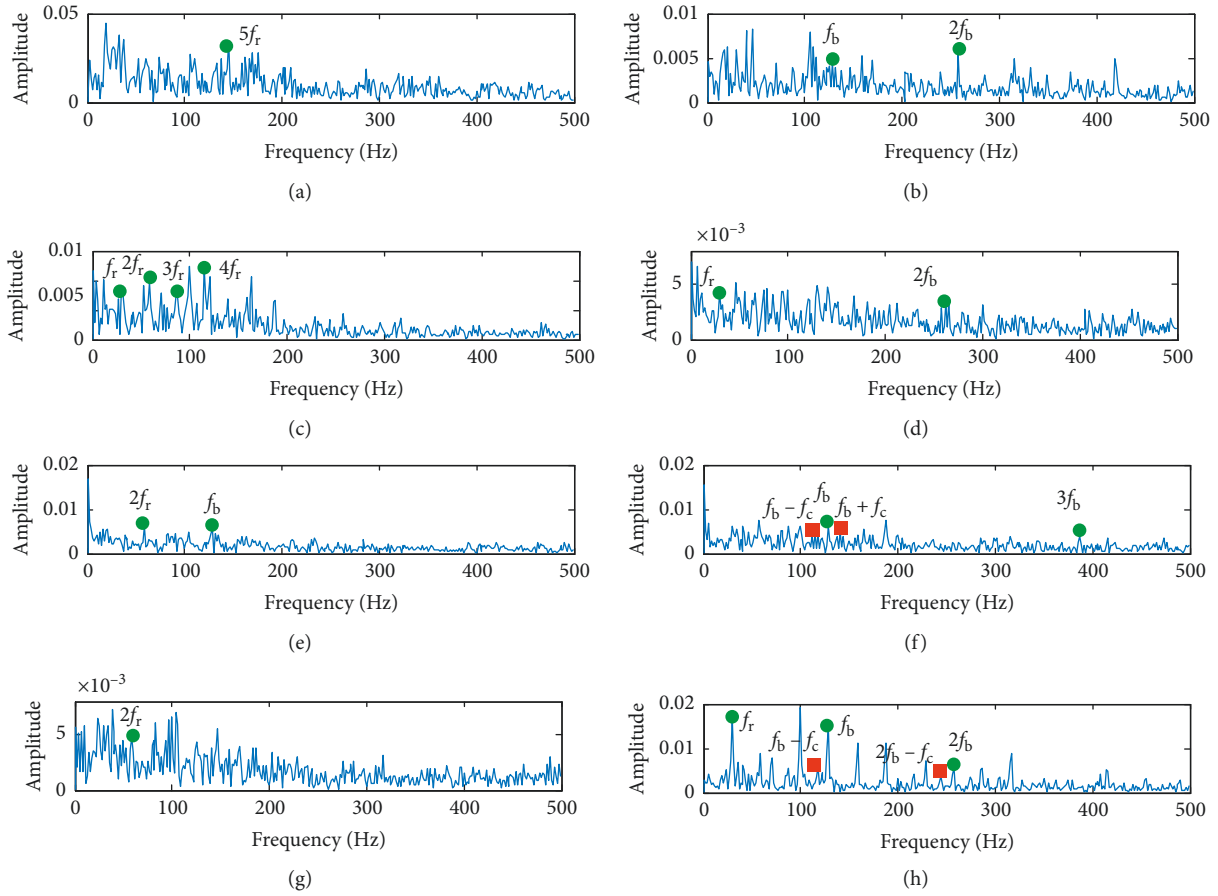 0.05
5fr
Amplitude
0
0 100 200 300 400 500
Frequency (Hz)
(a)
0.01
fb 2fb
0.005
Amplitude
0
0 100 200 300 400 500
Frequency (Hz)
(b)
0.01
fr 2fr 3fr 4fr
0.005
Amplitude
0
0 100 200 300 400 500
Frequency (Hz)
(c)
×10−3
fr 2fb
5
Amplitude
0
0 100 200 300 400 500
Frequency (Hz)
(d)
0.02
2fr fb
0.01
Amplitude
0
0 100 200 300 400 500
Frequency (Hz)
(e)
0.02
fb − fc fb fb + fc 3fb
0.01
Amplitude
0
0 100 200 300 400 500
Frequency (Hz)
(f)
×10−3
2fr
5
Amplitude
0
0 100 200 300 400 500
Frequency (Hz)
(g)
0.02
fr fb − fc fb 2fb − fc 2fb
0.01
Amplitude
0
0 100 200 300 400 500
Frequency (Hz)
(h)